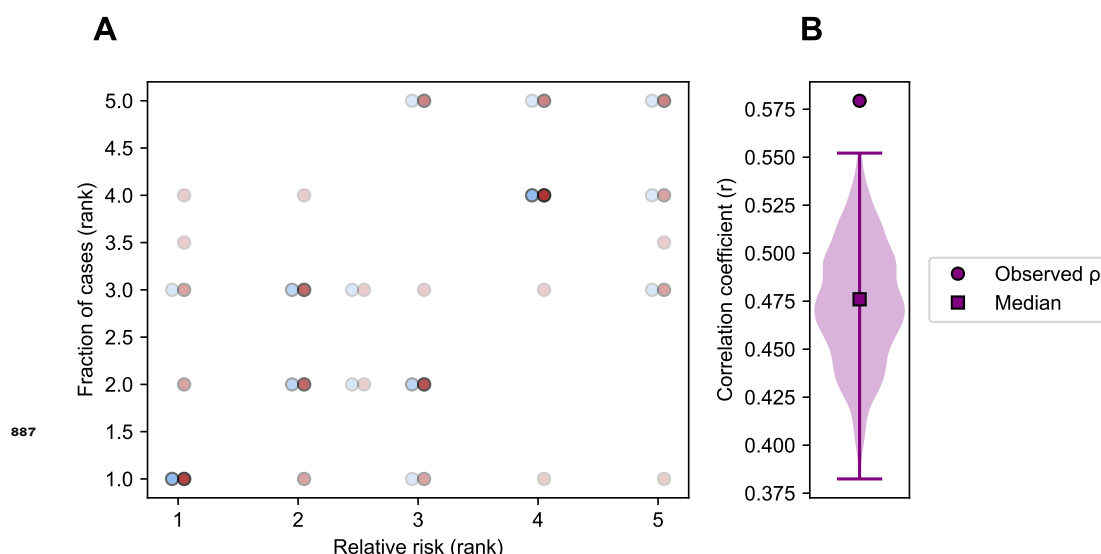 A
B
5.0
4.5
4.0
3.5
3.0
2.5
2.0
1.5
1.0
Fraction of cases (rank)
1 2 3 4 5
Relative risk (rank)
887
0.575
0.550
0.525
0.500
0.475
0.450
0.425
0.400
0.375
Correlation coefficient (r)
Observed ρ
Median